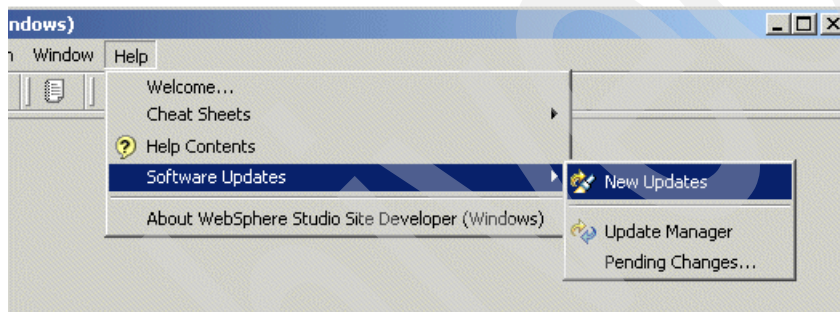 ndows)
Window Help
Welcome...
Cheat Sheets
Help Contents
Software Updates
New Updates
About WebSphere Studio Site Developer (Windows)
Update Manager
Pending Changes...